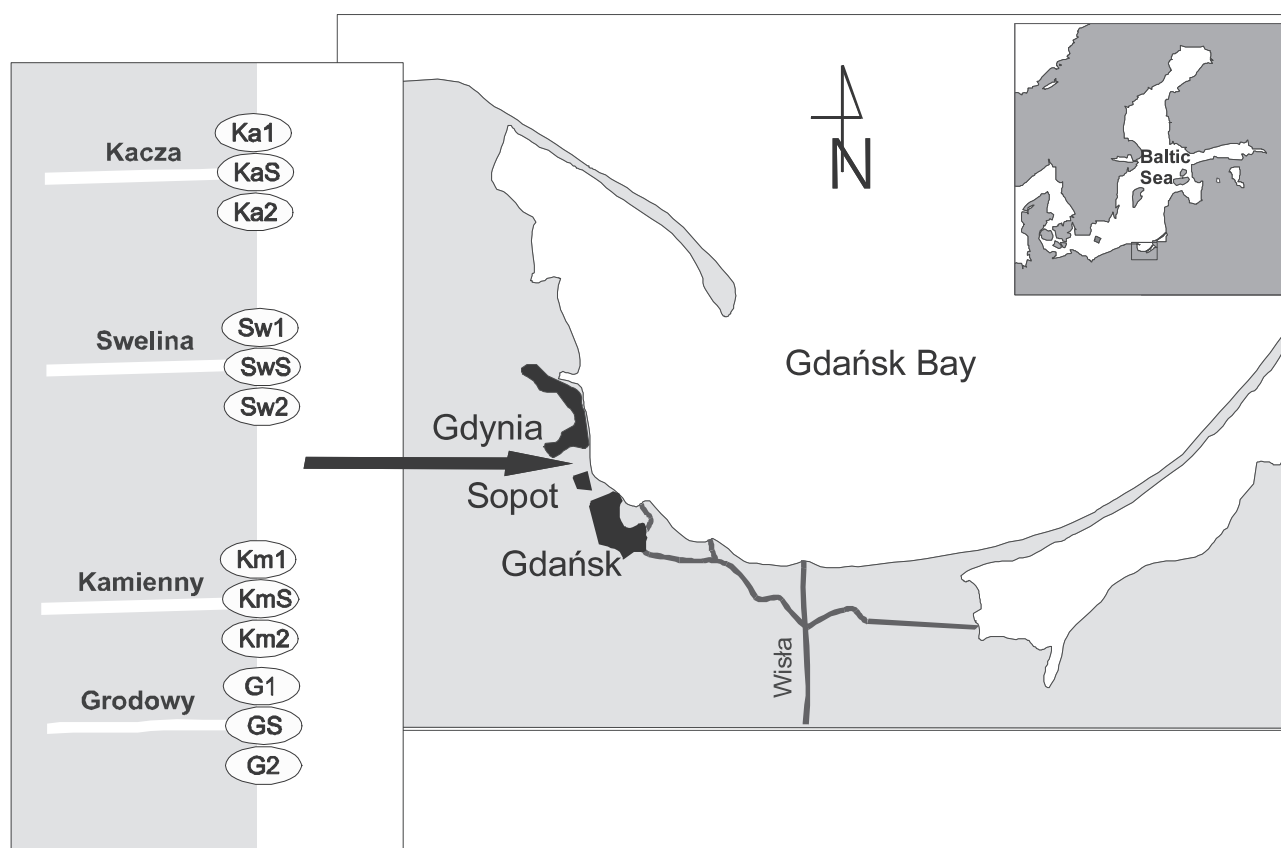 Kacza
Ka1
KaS
Ka2
Swelina
Sw1
SwS
Sw2
Kamienny
Km1
KmS
Km2
Grodowy
G1
GS
G2
N
Baltic
Sea
Gdańsk Bay
Gdynia
Sopot
Gdańsk
Wisła